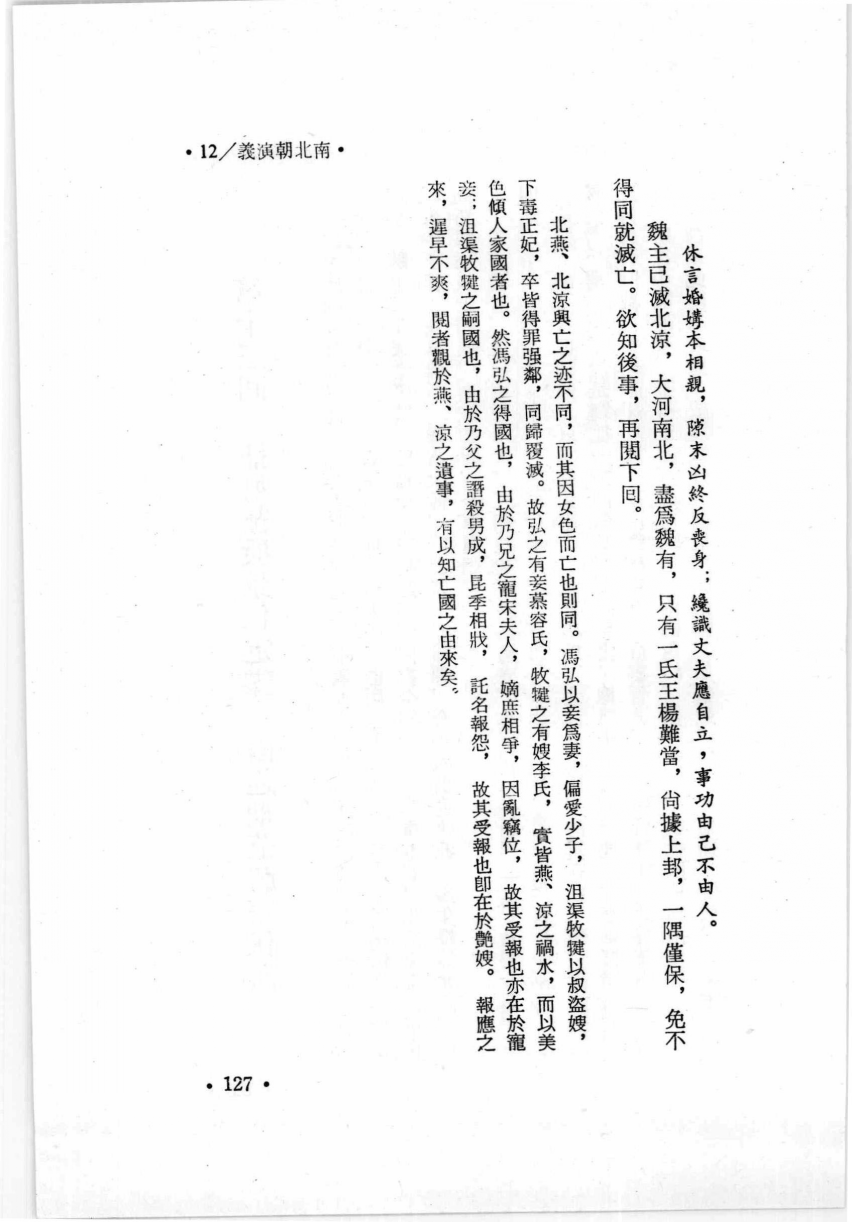 •南北朝演義／12•
休言婚媾本相親，隙末凶終反喪身；纔識丈夫應自立，事功由己不由人。
魏主已滅北涼，大河南北，盡爲魏有，只有一氐王楊難當，尙據上邽，一隅僅保，免不
得同就滅亡。欲知後事，再閱下回。
北燕、北涼興亡之迹不同，而其因女色而亡也則同。馮弘以妾爲妻，偏愛少子，沮渠牧犍以叔盜嫂，
下毒正妃，卒皆得罪强鄰，同歸覆滅。故弘之有妾慕容氏，牧犍之有嫂李氏，實皆燕、涼之禍水，而以美
色傾人家國者也。然馮弘之得國也，由於乃兄之寵宋夫人，嫡庶相爭，因亂竊位，故其受報也亦在於寵
妾；沮渠牧犍之嗣國也，由於乃父之譖殺男成，昆季相戕，託名報怨，故其受報也卽在於艷嫂。報應之
來，遲早不爽，閱者觀於燕、涼之遺事，有以知亡國之由來矣。
•127•